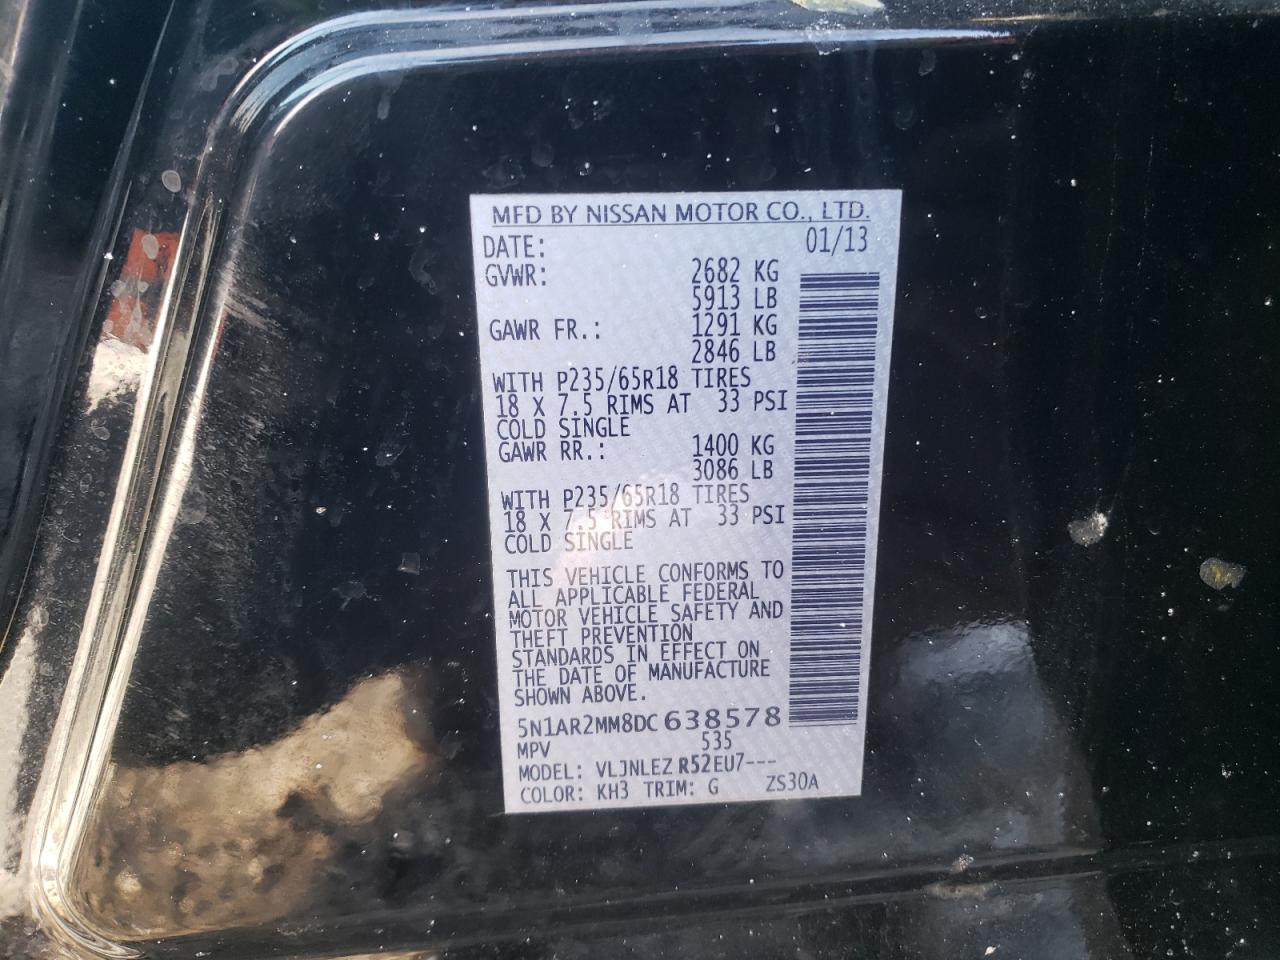 MFD BY NISSAN MOTOR CO., LTD.
DATE: 01/13
GVWR: 2682 KG
5913 LB
GAWR FR.: 1291 KG
2846 LB
WITH P235/65R18 TIRES
18 X 7.5 RIMS AT 33 PSI
COLD SINGLE
GAWR RR.: 1400 KG
3086 LB
WITH P235/65R18 TIRES
18 X 7.5 RIMS AT 33 PSI
COLD SINGLE
THIS VEHICLE CONFORMS TO
ALL APPLICABLE FEDERAL
MOTOR VEHICLE SAFETY AND
THEFT PREVENTION
STANDARDS IN EFFECT ON
THE DATE OF MANUFACTURE
SHOWN ABOVE.
5N1AR2MM8DC638578
MPV 535
MODEL: VLJNLEZ R52EU7---
COLOR: KH3 TRIM: G ZS30A